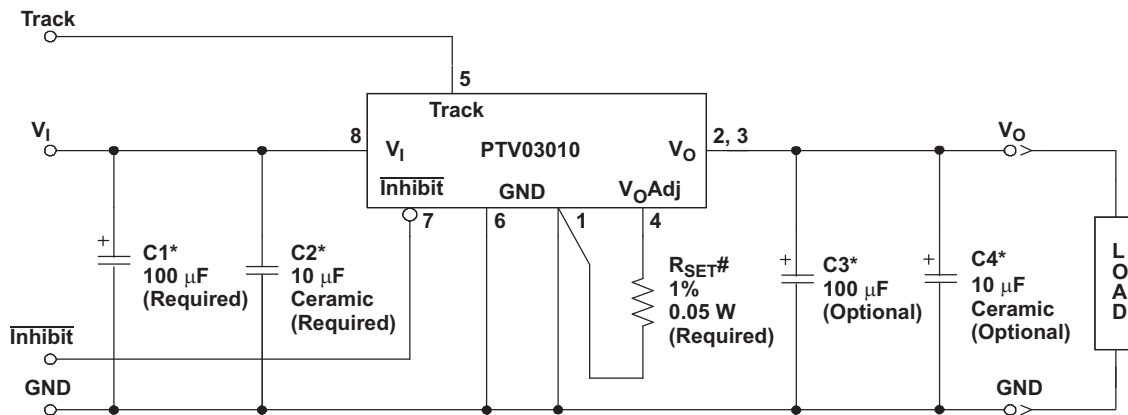 Track
5
Track
V_I
8
V_I
PTV03010
V_O
2, 3
V_O
Inhibit
GND
V_OAdj
7
6
1
4
+
C1*
100 μF
(Required)
C2*
10 μF
Ceramic
(Required)
R_SET#
1%
0.05 W
(Required)
+
C3*
100 μF
(Optional)
+
C4*
10 μF
Ceramic
(Optional)
LOAD
Inhibit
GND
GND